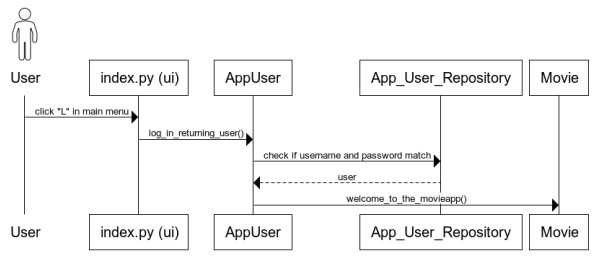 User
index.py (ui)
AppUser
App_User_Repository
Movie
click "L" in main menu
log_in_returning_user()
check if username and password match
user
welcome_to_the_movieapp()
User
index.py (ui)
AppUser
App_User_Repository
Movie